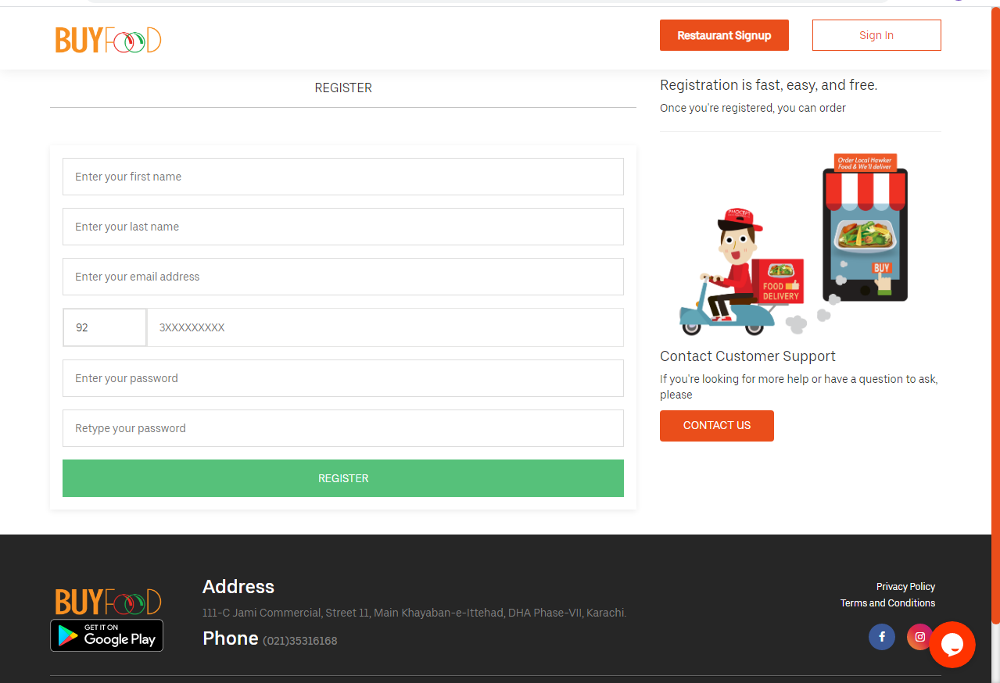 BUYFOOD
Restaurant Signup
Sign In
REGISTER
Enter your first name
Enter your last name
Enter your email address
92
3XXXXXXXXX
Enter your password
Retype your password
REGISTER
Registration is fast, easy, and free.
Once you're registered, you can order
Order Local Hawker
Food & We'll deliver
FOOD
DELIVERY
BUY
Contact Customer Support
If you're looking for more help or have a question to ask,
please
CONTACT US
BUYFOOD
GET IT ON
Google Play
Address
111-C Jami Commercial, Street 11, Main Khayaban-e-Ittehad, DHA Phase-VII, Karachi.
Phone (021)35316168
Privacy Policy
Terms and Conditions